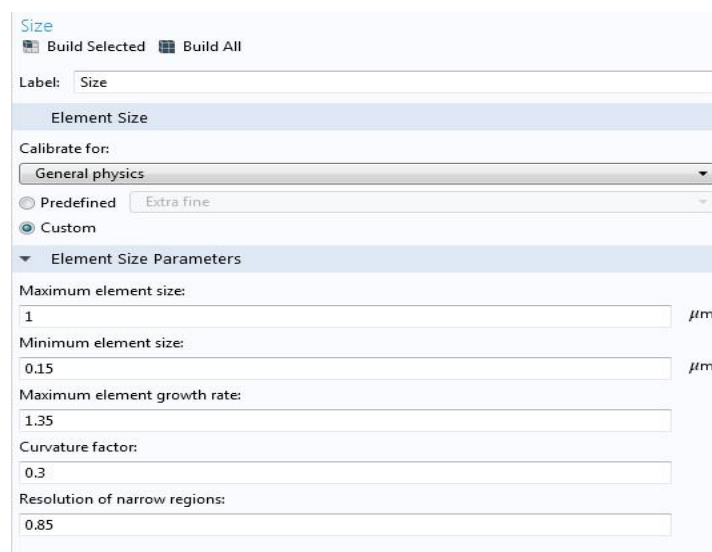 Size
Build Selected Build All
Label: Size
Element Size
Calibrate for:
General physics
Predefined Extra fine
Custom
Element Size Parameters
Maximum element size:
1 μm
Minimum element size:
0.15 μm
Maximum element growth rate:
1.35
Curvature factor:
0.3
Resolution of narrow regions:
0.85